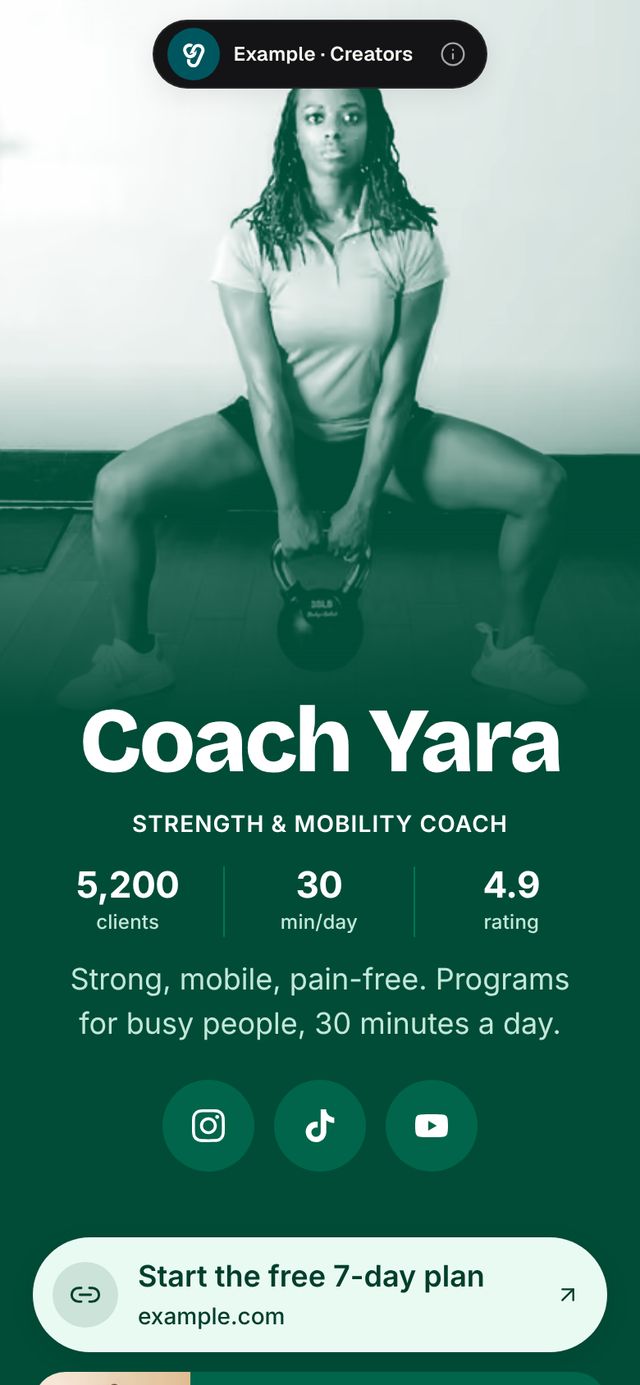 Example · Creators
35LB
Coach Yara
STRENGTH & MOBILITY COACH
5,200
clients
30
min/day
4.9
rating
Strong, mobile, pain-free. Programs
for busy people, 30 minutes a day.
Start the free 7-day plan
example.com